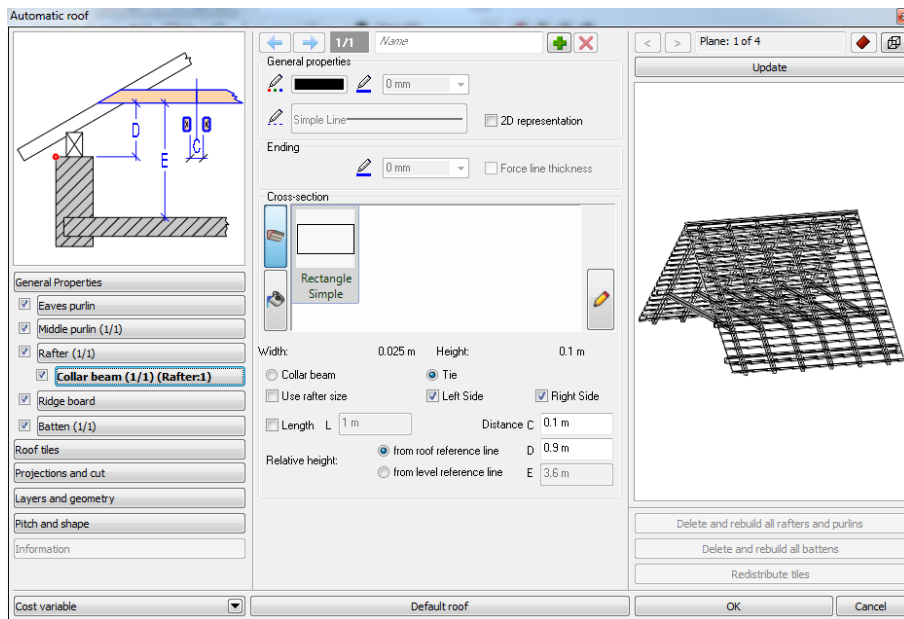 Automatic roof
D
E
C
General Properties
Eaves purlin
Middle purlin (1/1)
Rafter (1/1)
Collar beam (1/1) (Rafter:1)
Ridge board
Batten (1/1)
Roof tiles
Projections and cut
Layers and geometry
Pitch and shape
Information
Cost variable
1/1 Name
General properties
0 mm
Simple Line
2D representation
Ending
0 mm
Force line thickness
Cross-section
Rectangle
Simple
Width: 0.025 m Height: 0.1 m
Collar beam Tie
Use rafter size Left Side Right Side
Length L 1 m Distance C 0.1 m
Relative height: from roof reference line D 0.9 m
from level reference line E 3.6 m
Default roof
< > Plane: 1 of 4
Update
Delete and rebuild all rafters and purlins
Delete and rebuild all battens
Redistribute tiles
OK Cancel